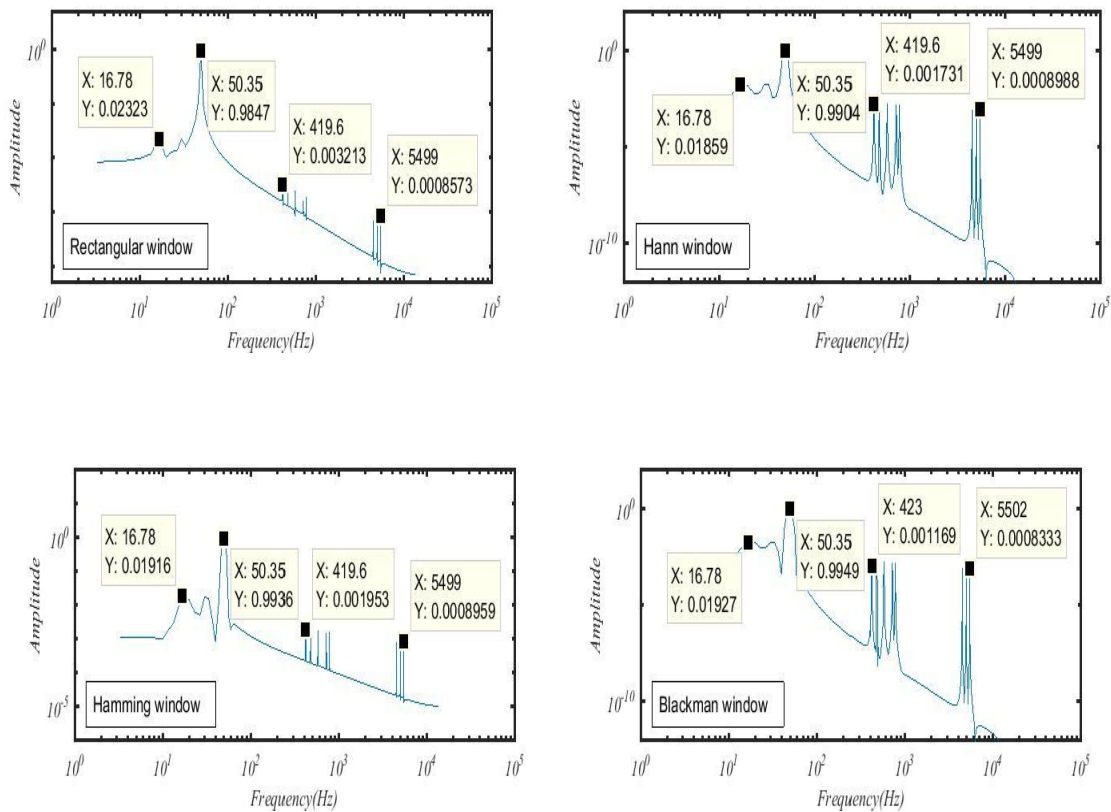 Amplitude
10^0
X: 16.78
Y: 0.02323
X: 50.35
Y: 0.9847
X: 419.6
Y: 0.003213
X: 5499
Y: 0.0008573
Rectangular window
10^0
10^1
10^2
10^3
10^4
10^5
Frequency(Hz)
Amplitude
10^0
10^-10
X: 16.78
Y: 0.01859
X: 50.35
Y: 0.9904
X: 419.6
Y: 0.001731
X: 5499
Y: 0.0008988
Hann window
10^0
10^1
10^2
10^3
10^4
10^5
Frequency(Hz)
Amplitude
10^0
10^-5
X: 16.78
Y: 0.01916
X: 50.35
Y: 0.9936
X: 419.6
Y: 0.001953
X: 5499
Y: 0.0008959
Hamming window
10^0
10^1
10^2
10^3
10^4
10^5
Frequency(Hz)
Amplitude
10^0
10^-10
X: 16.78
Y: 0.01927
X: 50.35
Y: 0.9949
X: 423
Y: 0.001169
X: 5502
Y: 0.0008333
Blackman window
10^0
10^1
10^2
10^3
10^4
10^5
Frequency(Hz)